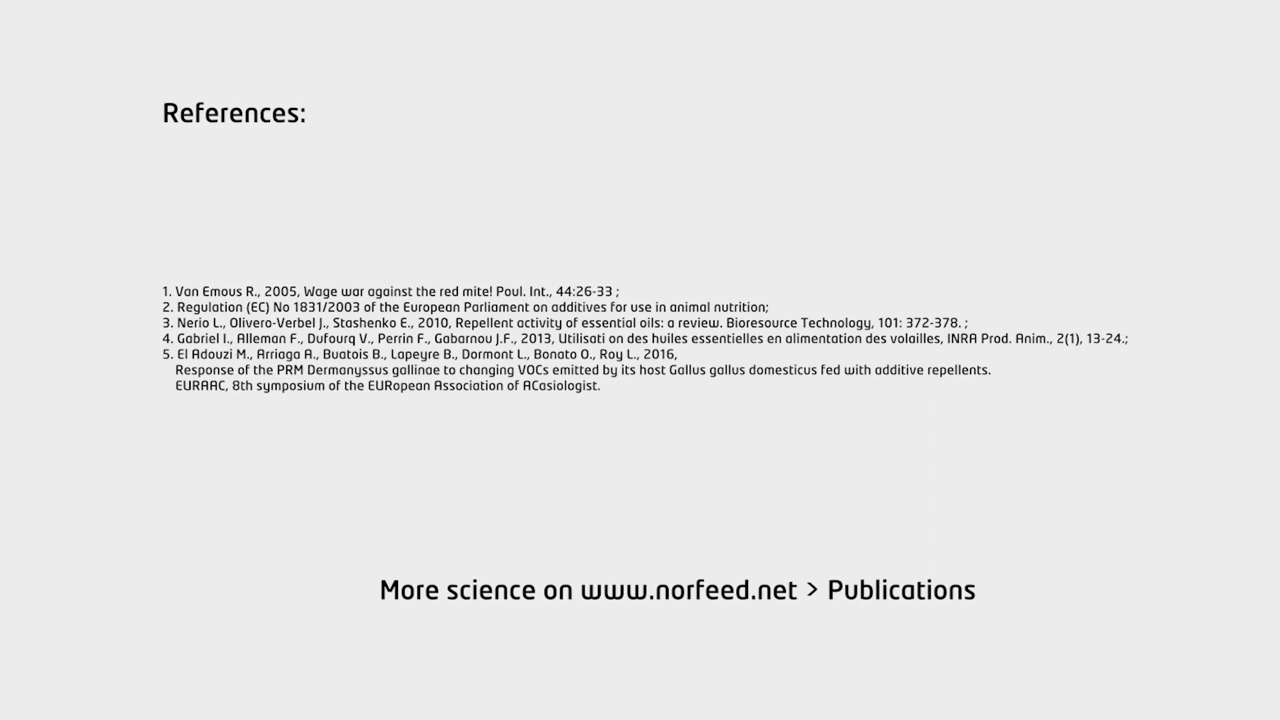 References:
1. Van Emous R., 2005, Wage war against the red mite! Poul. Int., 44:26-33 ;
2. Regulation (EC) No 1831/2003 of the European Parliament on additives for use in animal nutrition;
3. Nerio L., Olivero-Verbel J., Stashenko E., 2010, Repellent activity of essential oils: a review. Bioresource Technology, 101: 372-378. ;
4. Gabriel I., Alleman F., Dufourq V., Perrin F., Gabarnou J.F., 2013, Utilisati on des huiles essentielles en alimentation des volailles, INRA Prod. Anim., 2(1), 13-24.;
5. El Adouzi M., Arriaga A., Buatois B., Lapeyre B., Dormont L., Bonato O., Roy L., 2016,
Response of the PRM Dermanyssus gallinae to changing VOCs emitted by its host Gallus gallus domesticus fed with additive repellents.
EURAAC, 8th symposium of the EURopean Association of ACasiologist.
More science on www.norfeed.net > Publications